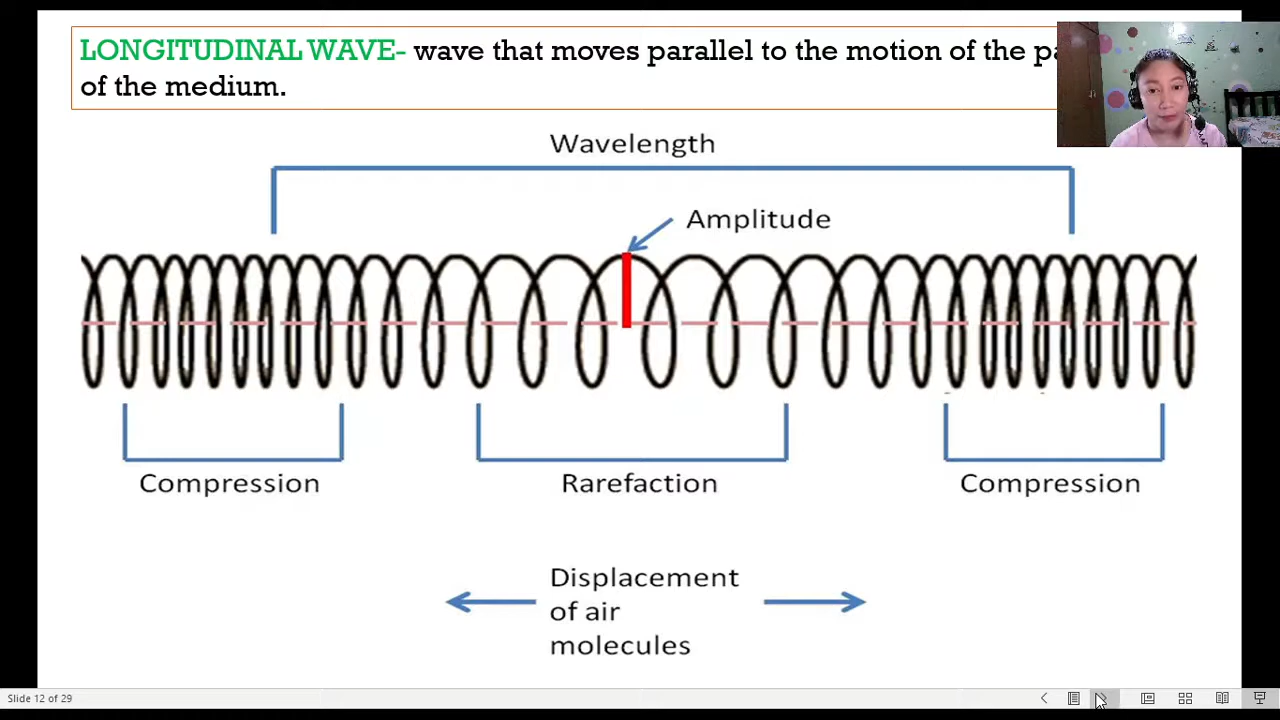 LONGITUDINAL WAVE- wave that moves parallel to the motion of the
of the medium.
Wavelength
Amplitude
Compression
Rarefaction
Compression
Displacement
of air
molecules
Slide 12 of 29